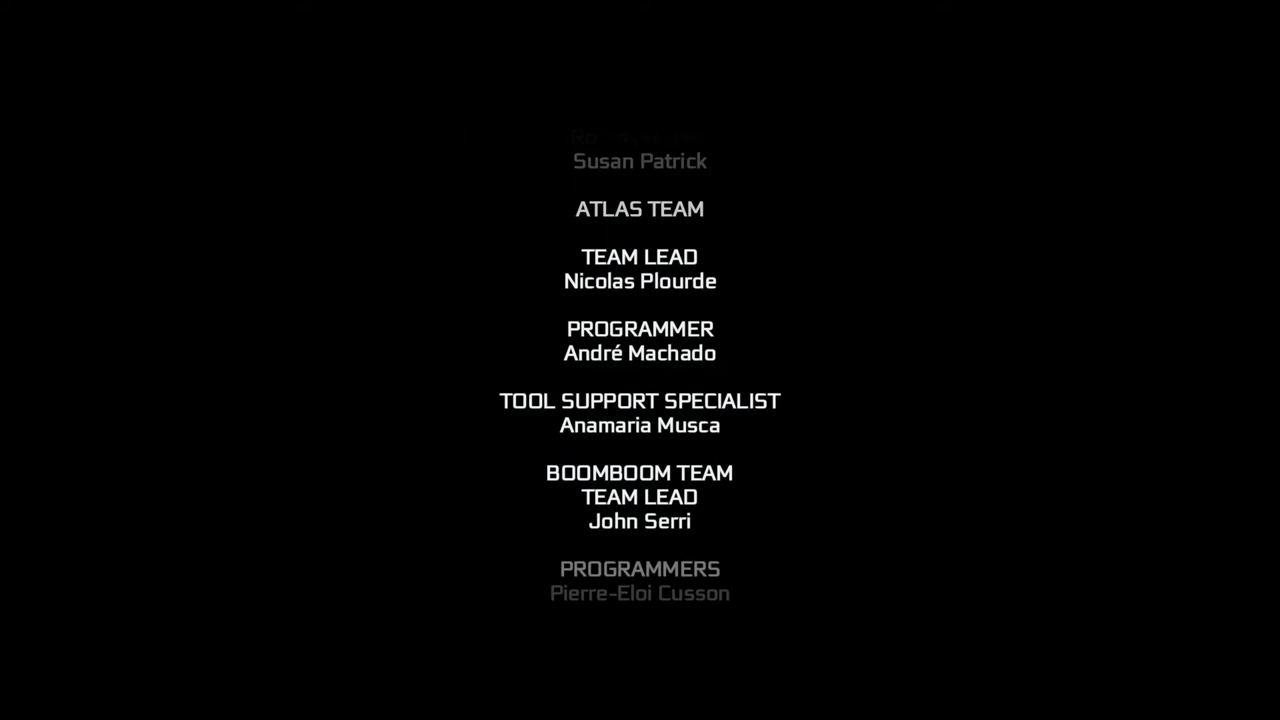 Susan Patrick
ATLAS TEAM
TEAM LEAD
Nicolas Plourde
PROGRAMMER
André Machado
TOOL SUPPORT SPECIALIST
Anamaria Musca
BOOMBOOM TEAM
TEAM LEAD
John Serri
PROGRAMMERS
Pierre-Eloi Cusson